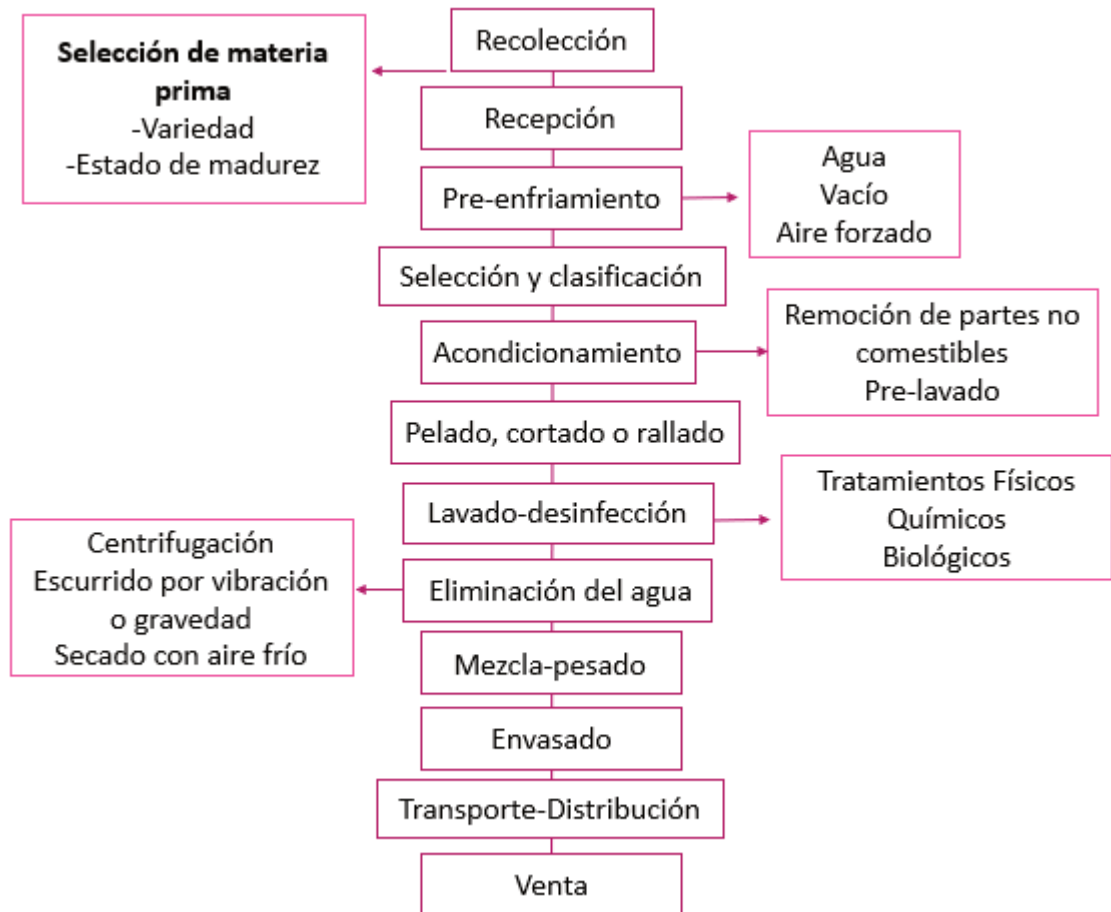 Recolección
Selección de materia
prima
-Variedad
-Estado de madurez
Recepción
Pre-enfriamiento
Agua
Vacío
Aire forzado
Selección y clasificación
Acondicionamiento
Remoción de partes no
comestibles
Pre-lavado
Pelado, cortado o rallado
Lavado-desinfección
Tratamientos Físicos
Químicos
Biológicos
Eliminación del agua
Centrifugación
Escurrido por vibración
o gravedad
Secado con aire frío
Mezcla-pesado
Envasado
Transporte-Distribución
Venta